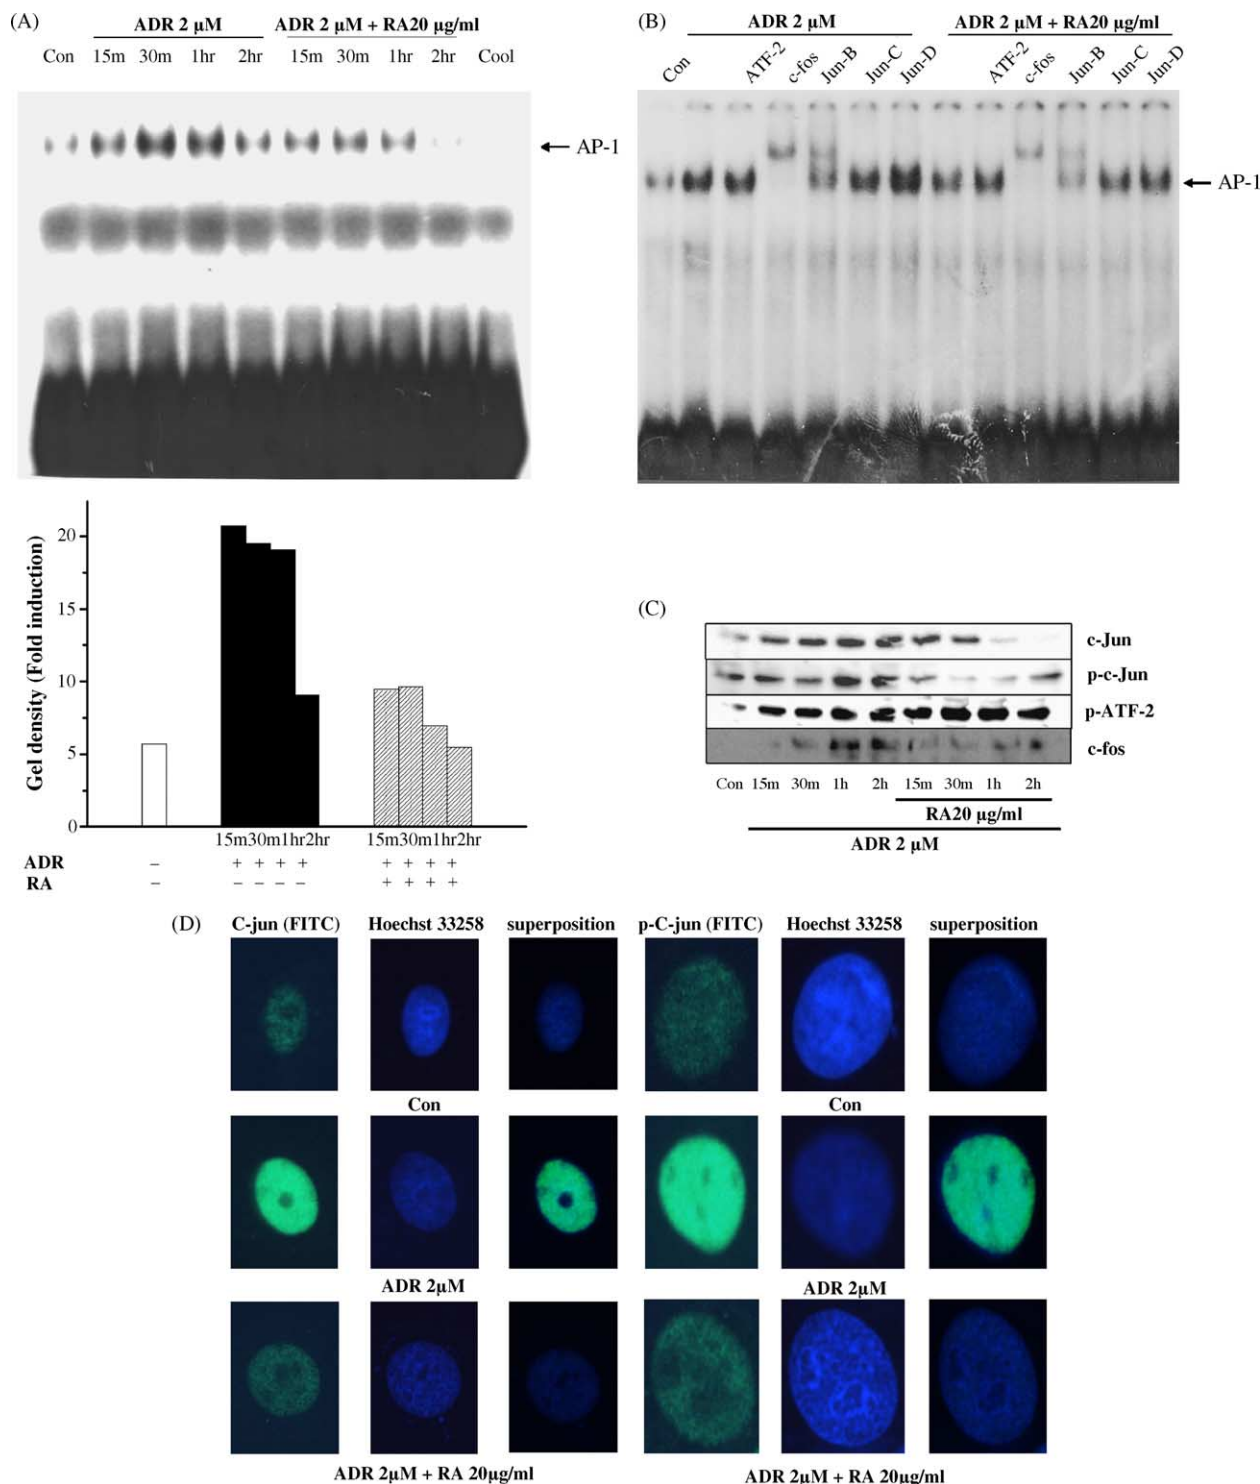 (A)
ADR 2 µM ADR 2 µM + RA20 µg/ml
Con 15m 30m 1hr 2hr 15m 30m 1hr 2hr Cool
AP-1
20
15
10
5
0
Gel density (Fold induction)
15m30m1hr2hr 15m30m1hr2hr
ADR – + + + + + + + +
RA – – – – – + + + +
(B)
ADR 2 µM ADR 2 µM + RA20 µg/ml
Con ATF-2 c-fos Jun-B Jun-C Jun-D ATF-2 c-fos Jun-B Jun-C Jun-D
AP-1
(C)
c-Jun
p-c-Jun
p-ATF-2
c-fos
Con 15m 30m 1h 2h 15m 30m 1h 2h
RA20 µg/ml
ADR 2 µM
(D)
C-jun (FITC) Hoechst 33258 superposition p-C-jun (FITC) Hoechst 33258 superposition
Con Con
ADR 2µM ADR 2µM
ADR 2µM + RA 20µg/ml ADR 2µM + RA 20µg/ml